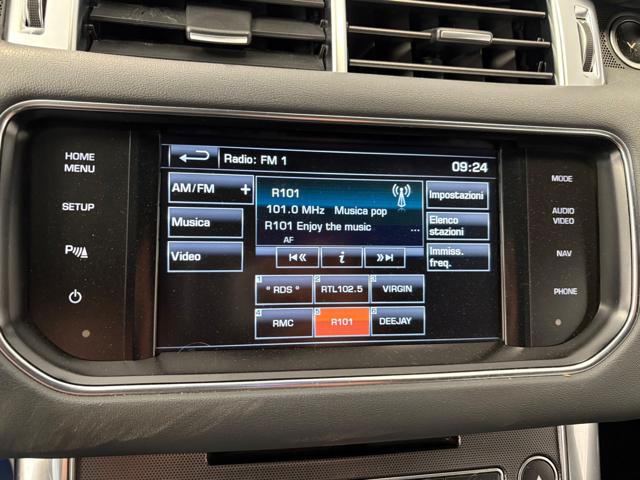 HOME
MENU
SETUP
P
Radio: FM 1
09:24
AM/FM +
Musica
Video
R101
101.0 MHz Musica pop
R101 Enjoy the music ...
AF
i
Impostazioni
Elenco
stazioni
Immiss.
freq.
1 ° RDS °
2 RTL102.5
3 VIRGIN
4 RMC
5 R101
6 DEEJAY
MODE
AUDIO
VIDEO
NAV
PHONE